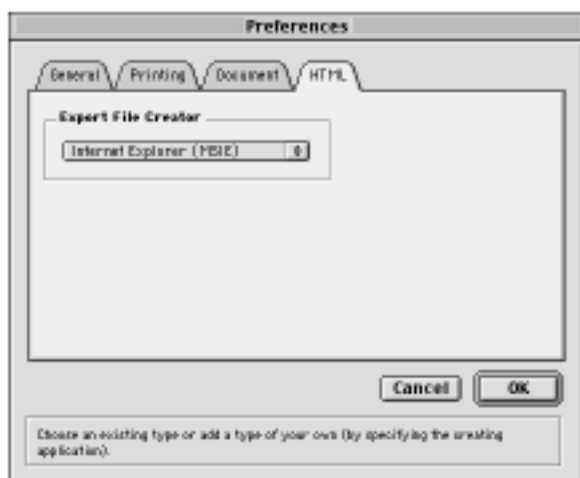 Preferences
General Printing Document HTML
Export File Creator
Internet Explorer (MSIE)
Cancel OK
Choose an existing type or add a type of your own (by specifying the creating
application).